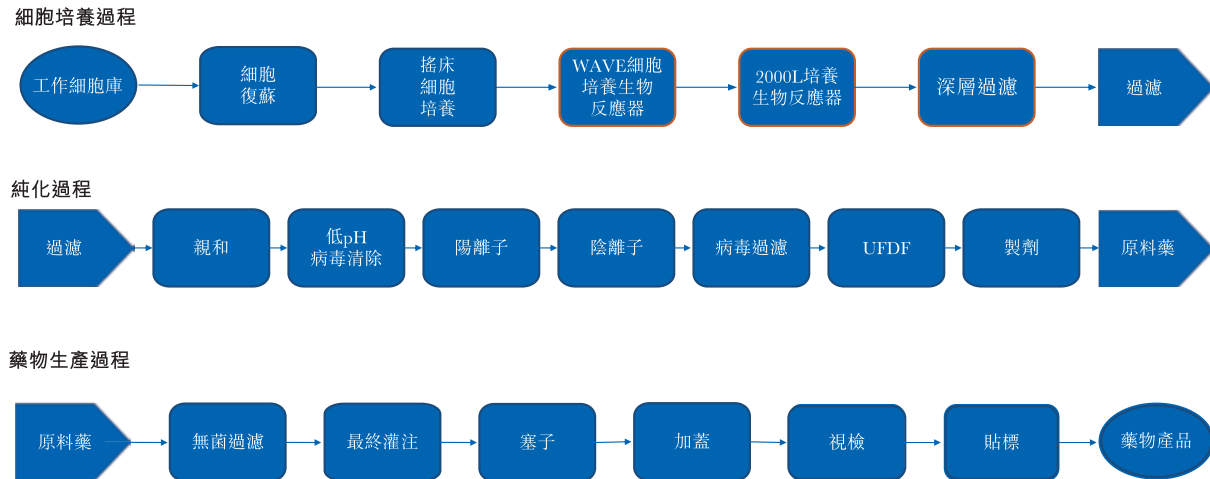 細胞培養過程
工作細胞庫
細胞
復蘇
搖床
細胞
培養
WAVE細胞
培養生物
反應器
2000L培養
生物反應器
深層過濾
過濾
純化過程
過濾
親和
低pH
病毒清除
陽離子
陰離子
病毒過濾
UFDF
製劑
原料藥
藥物生產過程
原料藥
無菌過濾
最終灌注
塞子
加蓋
視檢
貼標
藥物產品